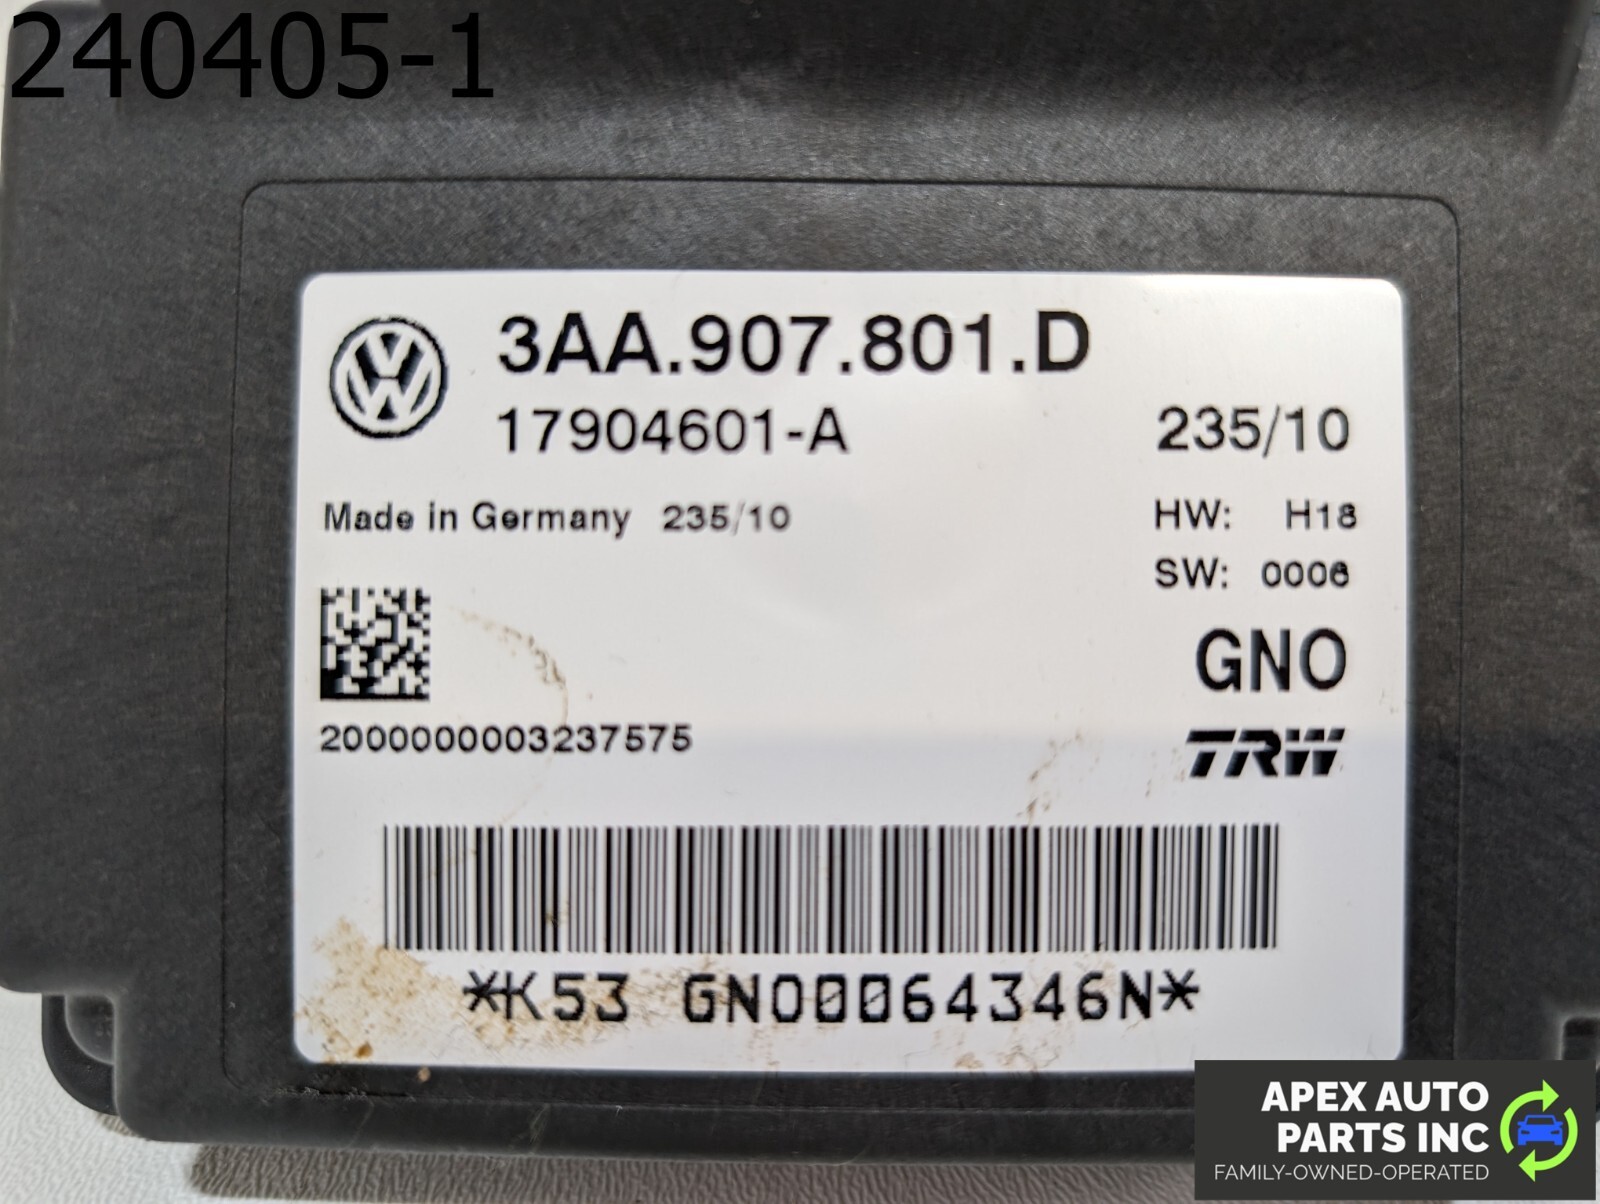 240405-1
3AA.907.801.D
17904601-A 235/10
Made in Germany 235/10 HW: H18
SW: 0006
GNO
2000000003237575
TRW
*K53 GNO00064346N*
APEX AUTO
PARTS INC
FAMILY-OWNED-OPERATED